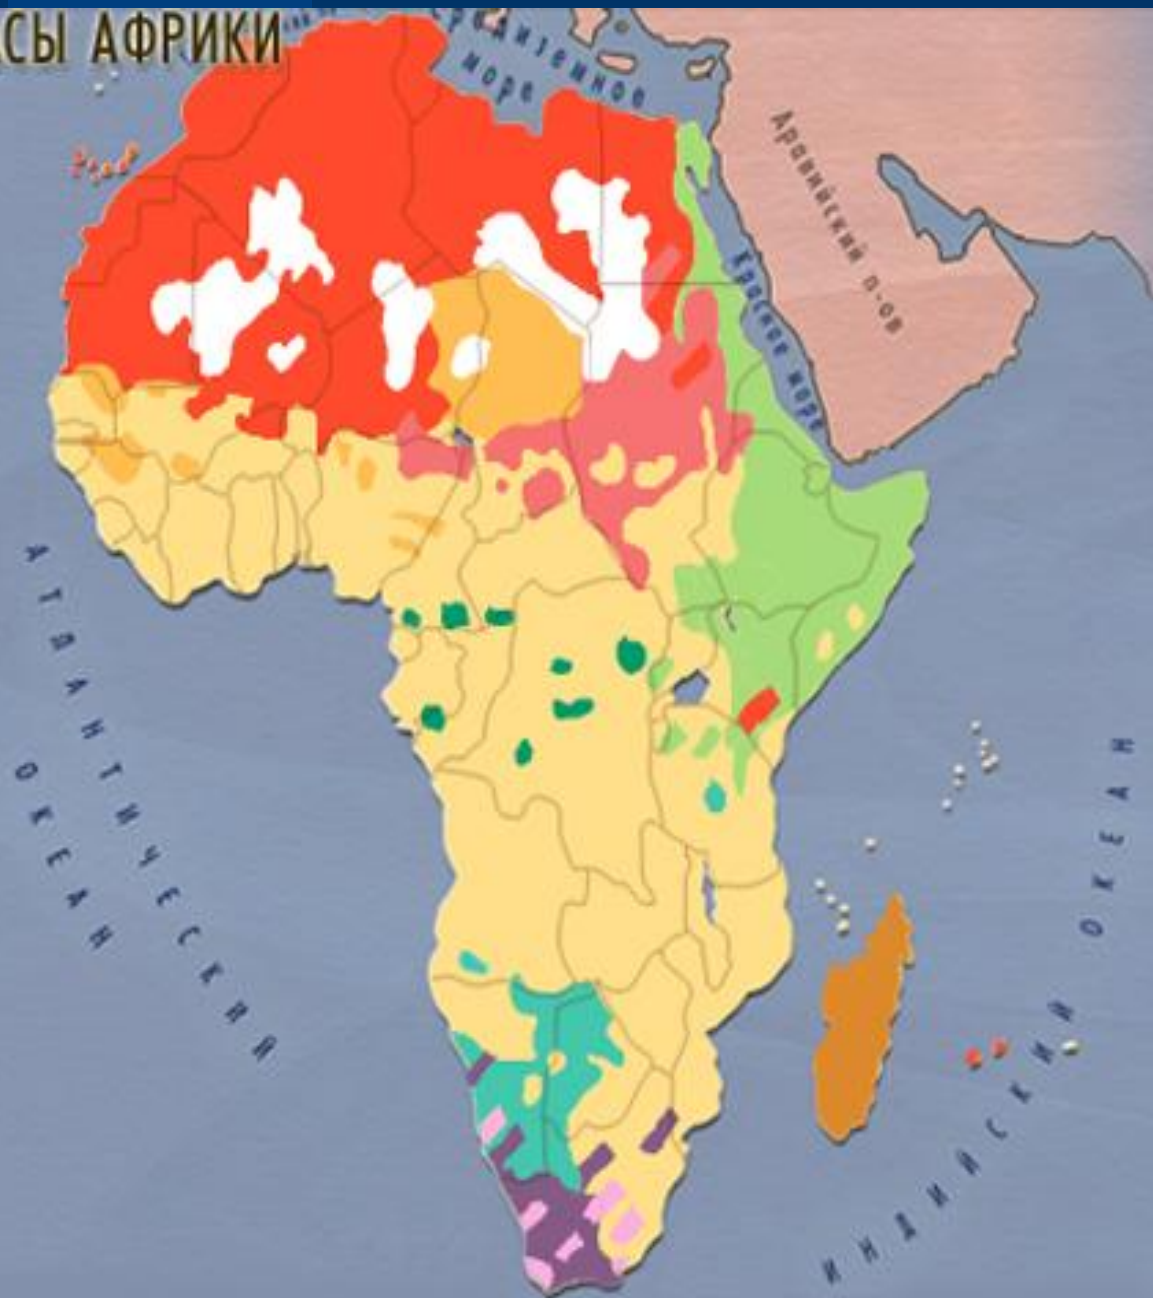 СЫ АФРИКИ
Средиземное
море
Аравийский п-ов
Красное море
АТЛАНТИЧЕСКИЙ
ОКЕАН
ИНДИЙСКИЙ ОКЕАН